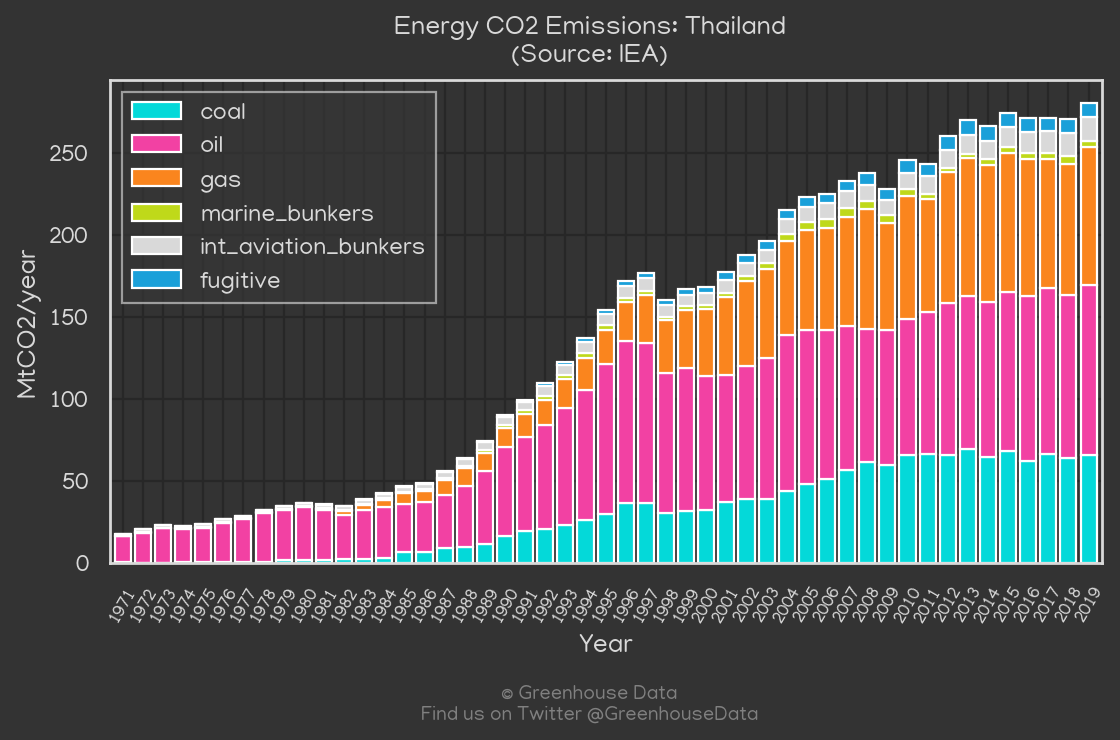 Energy CO2 Emissions: Thailand
(Source: IEA)
coal
oil
gas
marine_bunkers
int_aviation_bunkers
fugitive
MtCO2/year
250
200
150
100
50
0
1971 1972 1973 1974 1975 1976 1977 1978 1979 1980 1981 1982 1983 1984 1985 1986 1987 1988 1989 1990 1991 1992 1993 1994 1995 1996 1997 1998 1999 2000 2001 2002 2003 2004 2005 2006 2007 2008 2009 2010 2011 2012 2013 2014 2015 2016 2017 2018 2019
Year
© Greenhouse Data
Find us on Twitter @GreenhouseData